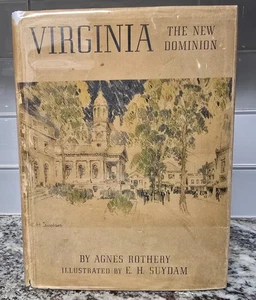 VIRGINIA THE NEW
DOMINION
BY AGNES ROTHERY
ILLUSTRATED BY E. H. SUYDAM